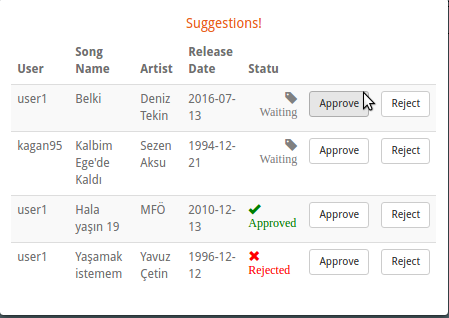 Suggestions!
User Song Name Artist Release Date Statu
user1 Belki Deniz Tekin 2016-07-13 Waiting Approve Reject
kagan95 Kalbim Ege'de Kaldı Sezen Aksu 1994-12-21 Waiting Approve Reject
user1 Hala yaşın 19 MFÖ 2010-12-13 Approved Approve Reject
user1 Yaşamak istemem Yavuz Çetin 1996-12-12 Rejected Approve Reject